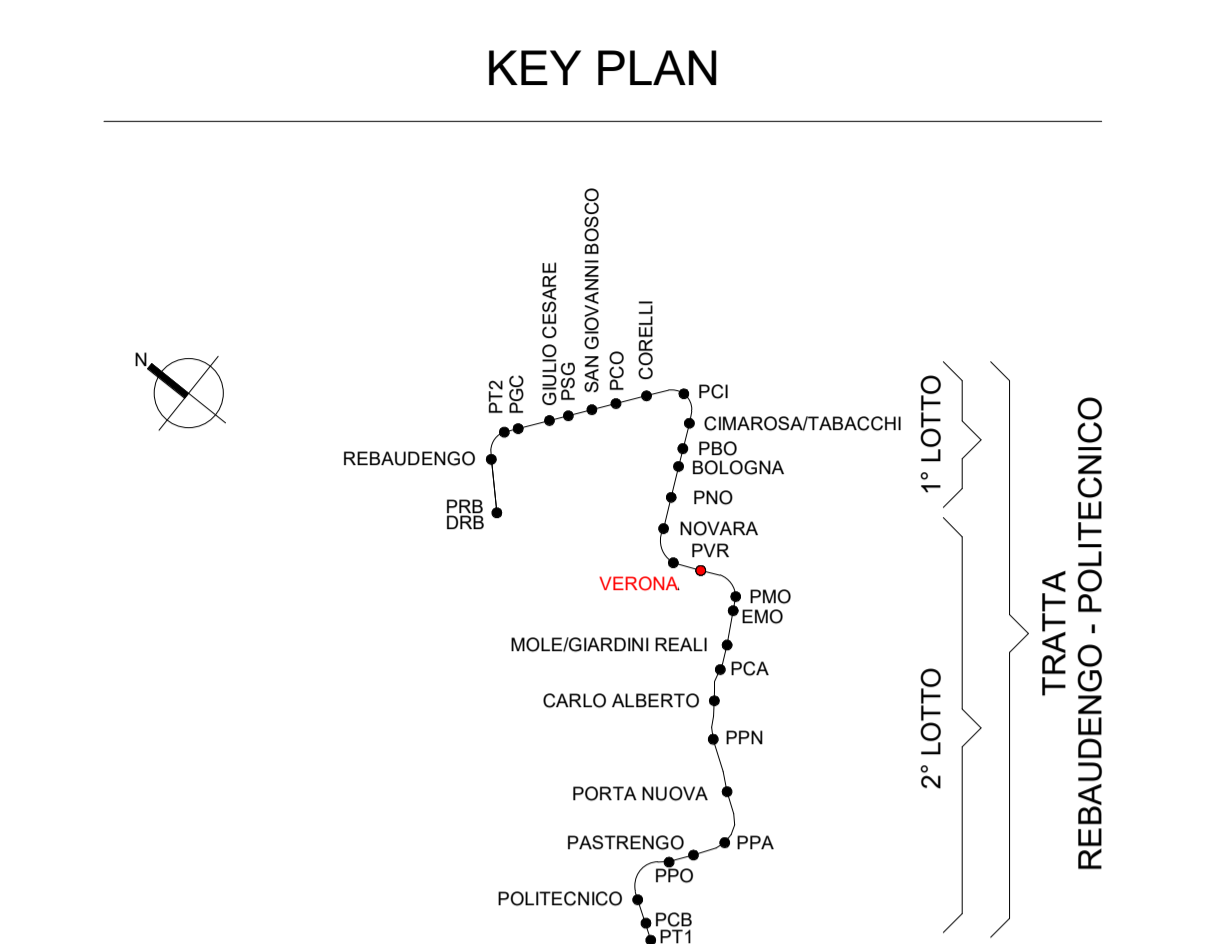 KEY PLAN
N
PT2
PGC
GIULIO CESARE
PSG
SAN GIOVANNI BOSCO
PCO
CORELLI
PCI
CIMAROSA/TABACCHI
REBAUDENGO
PBO
BOLOGNA
PNO
PRB
DRB
NOVARA
PVR
VERONA
PMO
EMO
MOLE/GIARDINI REALI
PCA
CARLO ALBERTO
PPN
PORTA NUOVA
PASTRENGO
PPA
PPO
POLITECNICO
PCB
PT1
1° LOTTO
2° LOTTO
TRATTA
REBAUDENGO - POLITECNICO